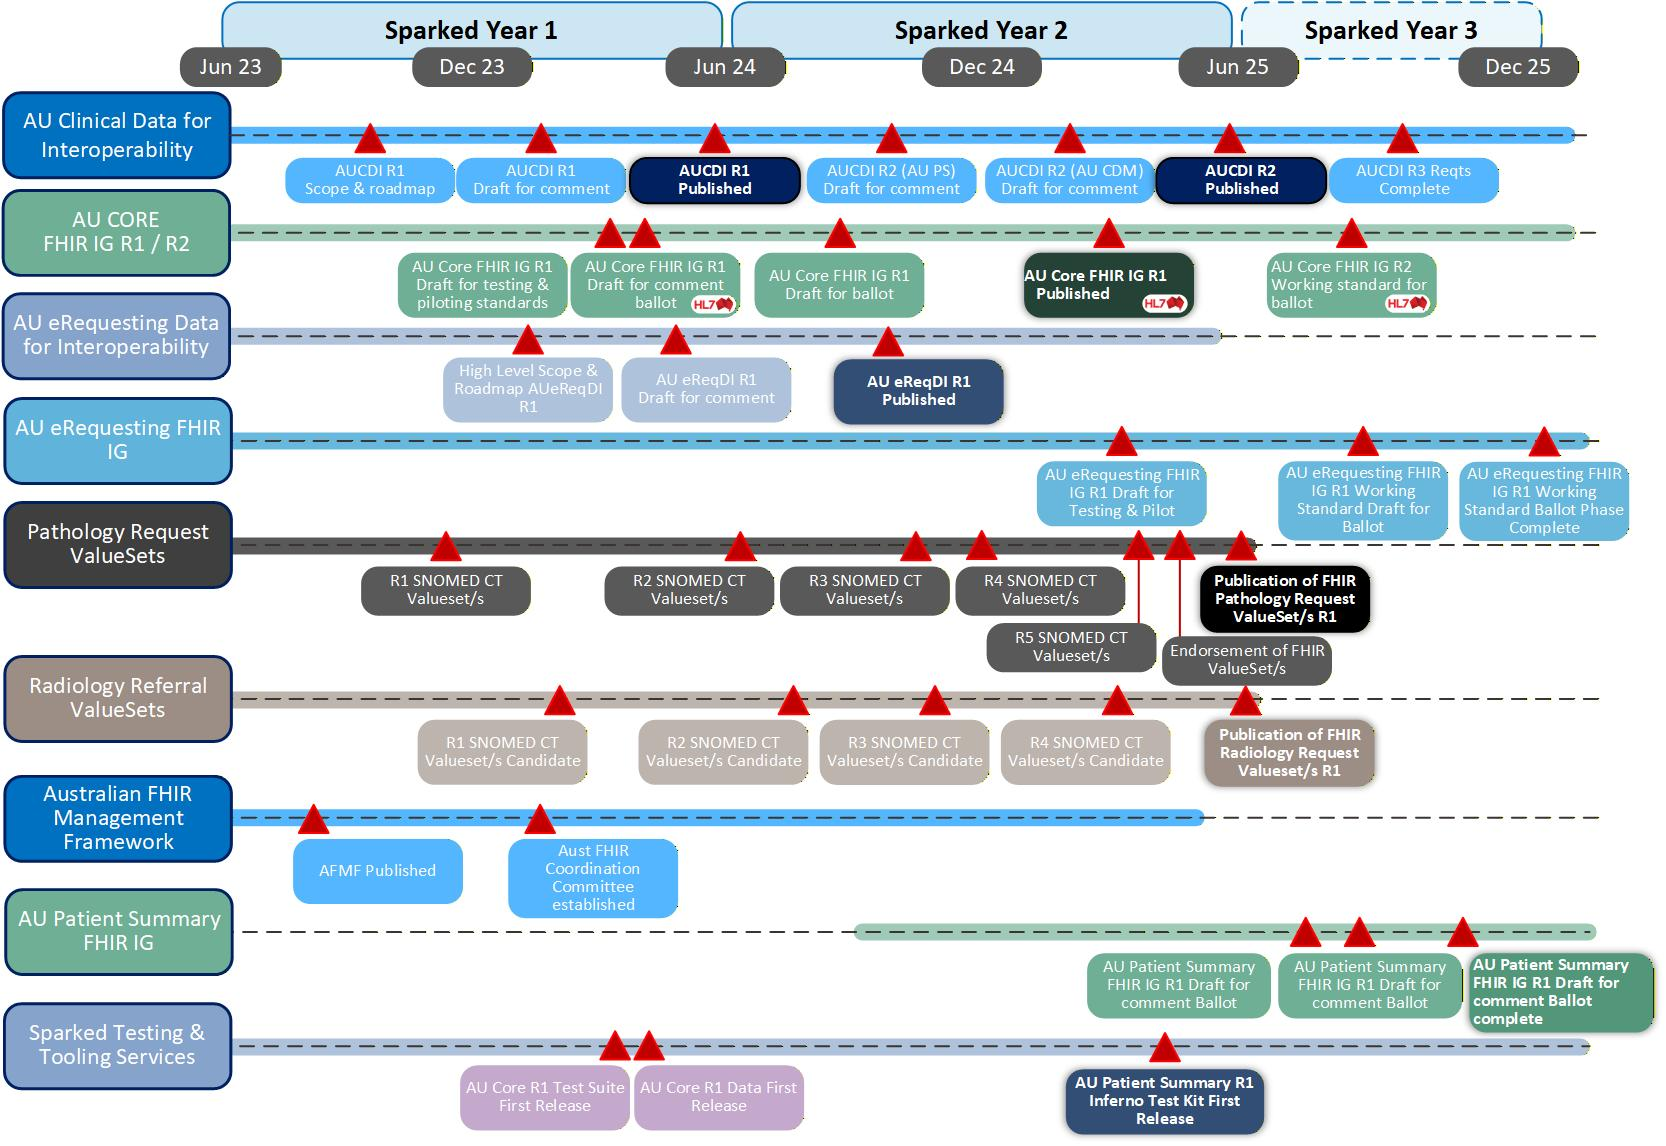 Sparked Year 1
Sparked Year 2
Sparked Year 3
Jun 23
Dec 23
Jun 24
Dec 24
Jun 25
Dec 25
AU Clinical Data for
Interoperability
AUCDI R1
Scope & roadmap
AUCDI R1
Draft for comment
AUCDI R1
Published
AUCDI R2 (AU PS)
Draft for comment
AUCDI R2 (AU CDM)
Draft for comment
AUCDI R2
Published
AUCDI R3 Reqts
Complete
AU CORE
FHIR IG R1 / R2
AU Core FHIR IG R1
Draft for testing &
piloting standards
AU Core FHIR IG R1
Draft for comment
ballot
HL7
AU Core FHIR IG R1
Draft for ballot
AU Core FHIR IG R1
Published
HL7
AU Core FHIR IG R2
Working standard for
ballot
HL7
AU eRequesting Data
for Interoperability
High Level Scope &
Roadmap AUeReqDI
R1
AU eReqDI R1
Draft for comment
AU eReqDI R1
Published
AU eRequesting FHIR
IG
AU eRequesting FHIR
IG R1 Draft for
Testing & Pilot
AU eRequesting FHIR
IG R1 Working
Standard Draft for
Ballot
AU eRequesting FHIR
IG R1 Working
Standard Ballot Phase
Complete
Pathology Request
ValueSets
R1 SNOMED CT
Valueset/s
R2 SNOMED CT
Valueset/s
R3 SNOMED CT
Valueset/s
R4 SNOMED CT
Valueset/s
R5 SNOMED CT
Valueset/s
Endorsement of FHIR
ValueSet/s
Publication of FHIR
Pathology Request
ValueSet/s R1
Radiology Referral
ValueSets
R1 SNOMED CT
Valueset/s Candidate
R2 SNOMED CT
Valueset/s Candidate
R3 SNOMED CT
Valueset/s Candidate
R4 SNOMED CT
Valueset/s Candidate
Publication of FHIR
Radiology Request
Valueset/s R1
Australian FHIR
Management
Framework
AFMF Published
Aust FHIR
Coordination
Committee
established
AU Patient Summary
FHIR IG
AU Patient Summary
FHIR IG R1 Draft for
comment Ballot
AU Patient Summary
FHIR IG R1 Draft for
comment Ballot
AU Patient Summary
FHIR IG R1 Draft for
comment Ballot
complete
Sparked Testing &
Tooling Services
AU Core R1 Test Suite
First Release
AU Core R1 Data First
Release
AU Patient Summary R1
Inferno Test Kit First
Release